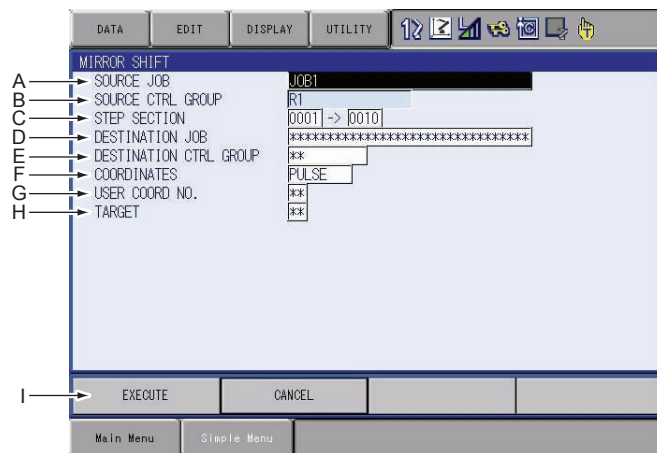 DATA EDIT DISPLAY UTILITY
MIRROR SHIFT
A SOURCE JOB JOB1
B SOURCE CTRL GROUP R1
C STEP SECTION 0001 -> 0010
D DESTINATION JOB ********************************
E DESTINATION CTRL GROUP **
F COORDINATES PULSE
G USER COORD NO. **
H TARGET **
I EXECUTE CANCEL
Main Menu Simple Menu